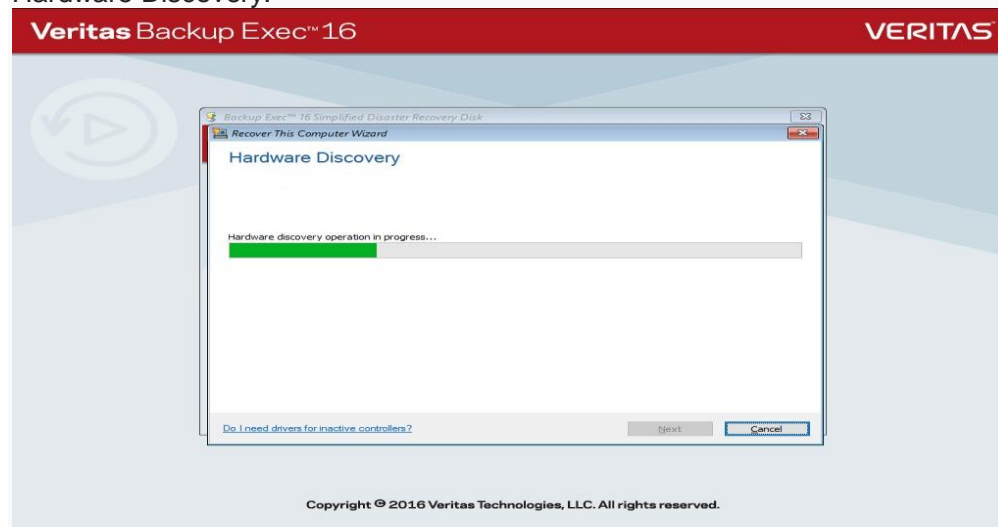 Hardware Discovery.
Veritas Backup Exec™ 16
VERITAS
Backup Exec™ 16 Simplified Disaster Recovery Disk
Recover This Computer Wizard
Hardware Discovery
Hardware discovery operation in progress...
Do I need drivers for inactive controllers?
Next
Cancel
Copyright © 2016 Veritas Technologies, LLC. All rights reserved.